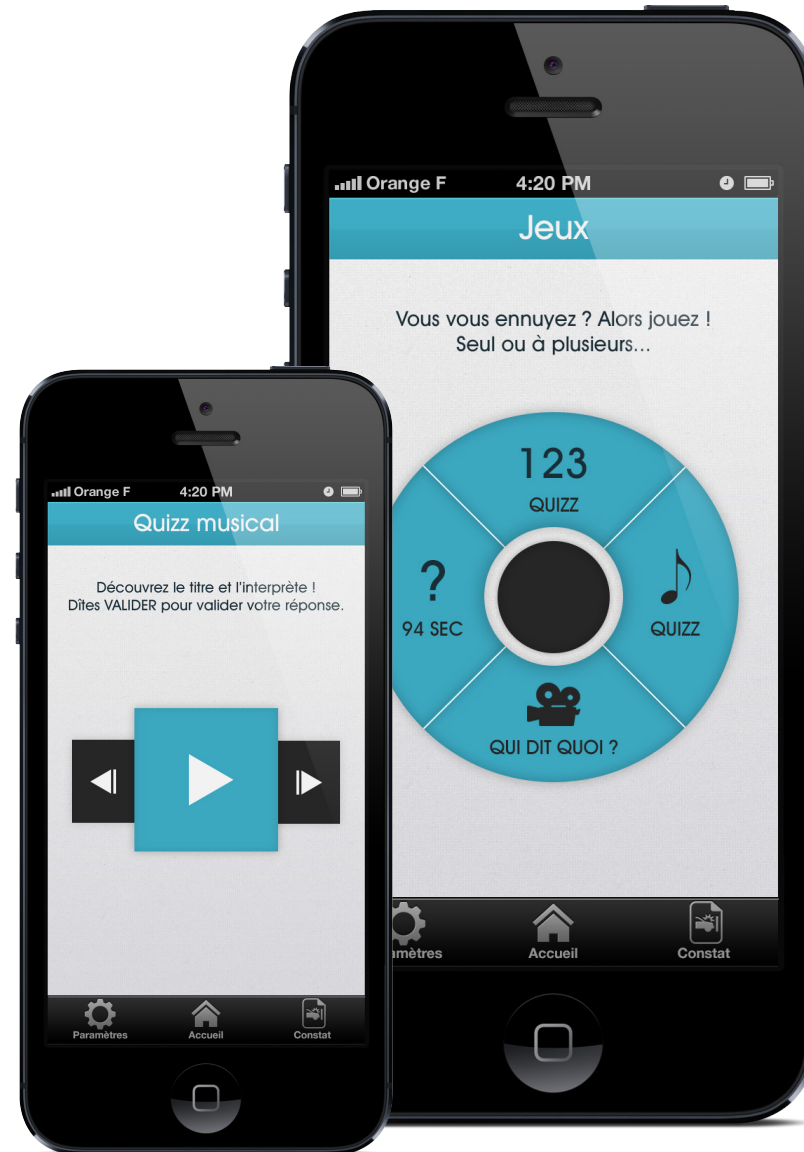 Orange F 4:20 PM
Jeux
Vous vous ennuyez ? Alors jouez !
Seul ou à plusieurs...
123
QUIZZ
?
94 SEC
QUIZZ
QUI DIT QUOI ?
amètres Accueil Constat
Orange F 4:20 PM
Quizz musical
Découvrez le titre et l'interprète !
Dîtes VALIDER pour valider votre réponse.
Paramètres Accueil Constat